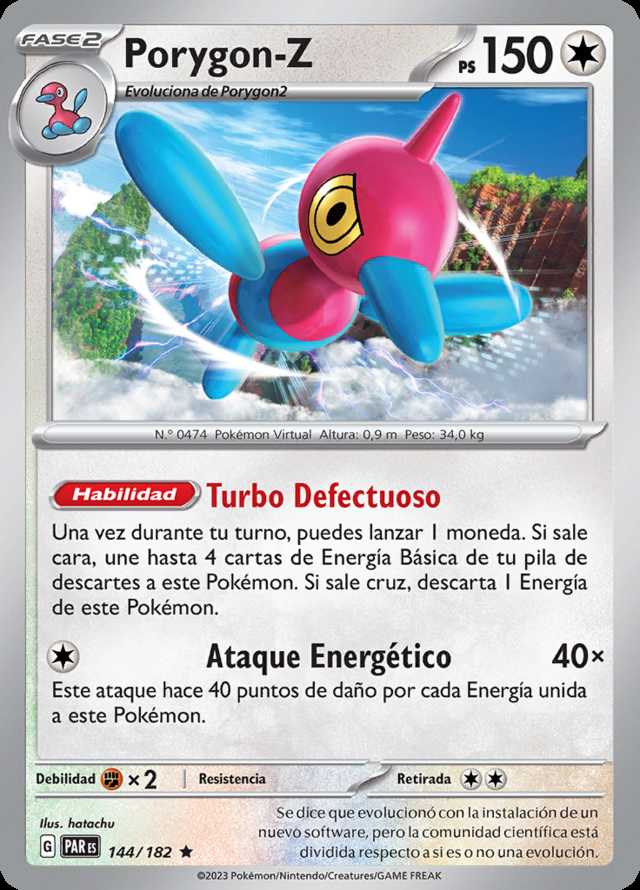 FASE2
Porygon-Z
PS 150
Evoluciona de Porygon2
N.º 0474 Pokémon Virtual Altura: 0,9 m Peso: 34,0 kg
Habilidad Turbo Defectuoso
Una vez durante tu turno, puedes lanzar 1 moneda. Si sale
cara, une hasta 4 cartas de Energía Básica de tu pila de
descartes a este Pokémon. Si sale cruz, descarta 1 Energía
de este Pokémon.
Ataque Energético 40×
Este ataque hace 40 puntos de daño por cada Energía unida
a este Pokémon.
Debilidad ×2 Resistencia Retirada
Ilus. hatachu
G PAR ES 144/182 ★
Se dice que evolucionó con la instalación de un
nuevo software, pero la comunidad científica está
dividida respecto a si es o no una evolución.
©2023 Pokémon/Nintendo/Creatures/GAME FREAK